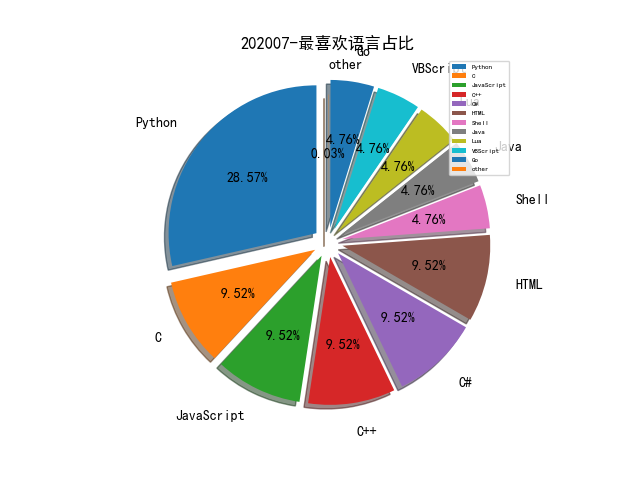 202007-最喜欢语言占比
Go
other
VBScript
Python
Java
Shell
HTML
C#
C++
JavaScript
C
28.57%
9.52%
9.52%
9.52%
9.52%
9.52%
4.76%
4.76%
4.76%
4.76%
4.76%
0.03%
Python
C
JavaScript
C++
C#
HTML
Shell
Java
Lua
VBScript
Go
other